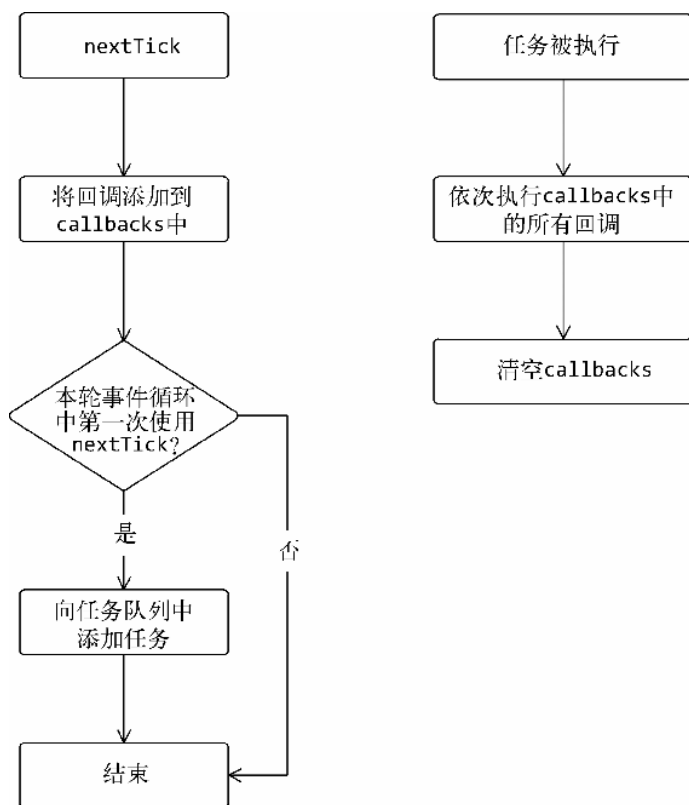 nextTick
将回调添加到
callbacks中
本轮事件循环
中第一次使用
nextTick?
是
否
向任务队列中
添加任务
结束
任务被执行
依次执行callbacks中
的所有回调
清空callbacks